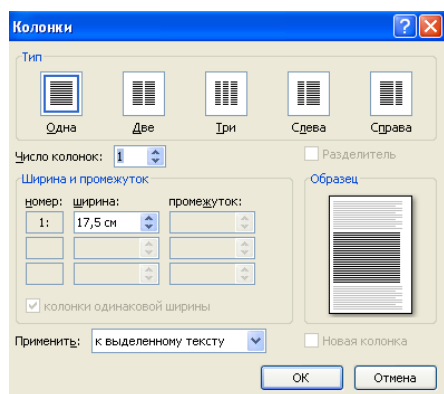 Колонки
Тип
Одна Две Три Слева Справа
Число колонок: 1 Разделитель
Ширина и промежуток Образец
номер: ширина: промежуток:
1: 17,5 см
колонки одинаковой ширины
Применить: к выделенному тексту Новая колонка
ОК Отмена